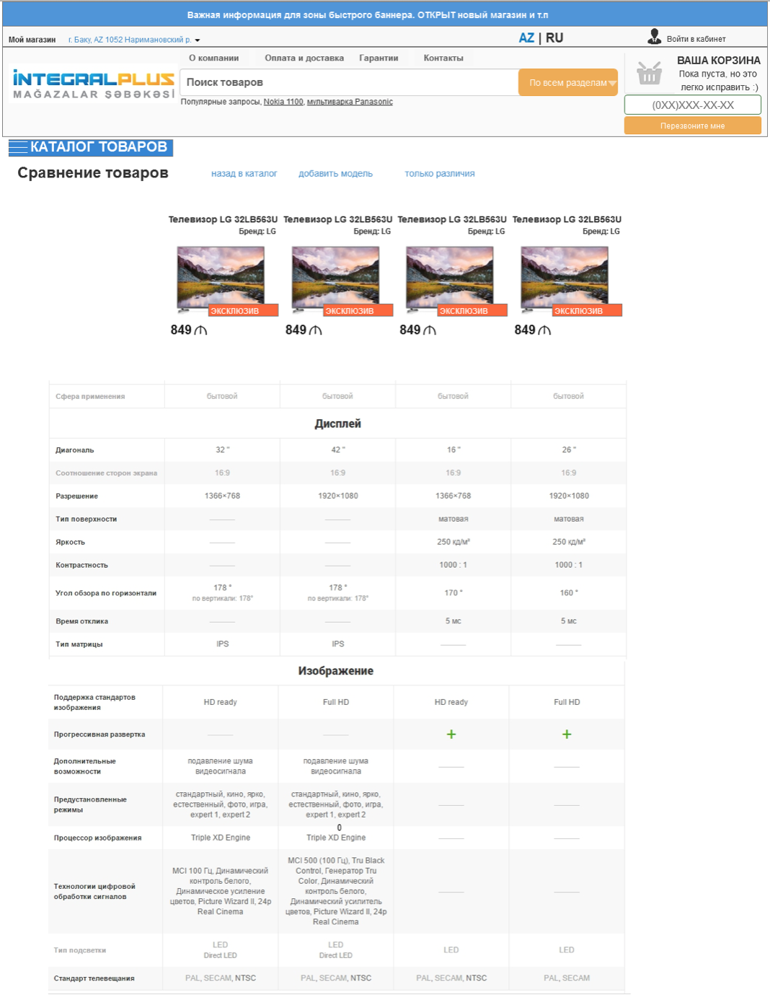 Важная информация для зоны быстрого баннера. ОТКРЫТ новый магазин и т.п
Мой магазин г. Баку, AZ 1052 Наримановский р. AZ | RU Войти в кабинет
О компании Оплата и доставка Гарантии Контакты
INTEGRALPLUS
MAĞAZALAR ŞƏBƏKƏSİ
Поиск товаров По всем разделам
Популярные запросы, Nokia 1100, мультиварка Panasonic
ВАША КОРЗИНА
Пока пуста, но это
легко исправить :)
(0XX)XXX-XX-XX
Перезвоните мне
КАТАЛОГ ТОВАРОВ
Сравнение товаров назад в каталог добавить модель только различия
Телевизор LG 32LB563U Телевизор LG 32LB563U Телевизор LG 32LB563U Телевизор LG 32LB563U
Бренд: LG Бренд: LG Бренд: LG Бренд: LG
ЭКСКЛЮЗИВ ЭКСКЛЮЗИВ ЭКСКЛЮЗИВ ЭКСКЛЮЗИВ
849 ₼ 849 ₼ 849 ₼ 849 ₼
Сфера применения бытовой бытовой бытовой бытовой
Дисплей
Диагональ 32 " 42 " 16 " 26 "
Соотношение сторон экрана 16:9 16:9 16:9 16:9
Разрешение 1366×768 1920×1080 1366×768 1920×1080
Тип поверхности матовая матовая
Яркость 250 кд/м² 250 кд/м²
Контрастность 1000 : 1 1000 : 1
Угол обзора по горизонтали 178 ° 178 ° 170 ° 160 °
по вертикали: 178° по вертикали: 178°
Время отклика 5 мс 5 мс
Тип матрицы IPS IPS
Изображение
Поддержка стандартов
изображения HD ready Full HD HD ready Full HD
Прогрессивная развертка + +
Дополнительные
возможности
подавление шума
видеосигнала
подавление шума
видеосигнала
Предустановленные
режимы
стандартный, кино, ярко,
естественный, фото, игра,
expert 1, expert 2
стандартный, кино, ярко,
естественный, фото, игра,
expert 1, expert 2
0
Процессор изображения Triple XD Engine Triple XD Engine
Технологии цифровой
обработки сигналов
MCI 100 Гц, Динамический
контроль белого,
Динамическое усиление
цветов, Picture Wizard II, 24p
Real Cinema
MCI 500 (100 Гц), Tru Black
Control, Генератор Tru
Color, Динамический
контроль белого,
Динамический усилитель
цветов, Picture Wizard II, 24p
Real Cinema
Тип подсветки LED LED LED LED
Direct LED Direct LED
Стандарт телевещания PAL, SECAM, NTSC PAL, SECAM, NTSC PAL, SECAM, NTSC PAL, SECAM